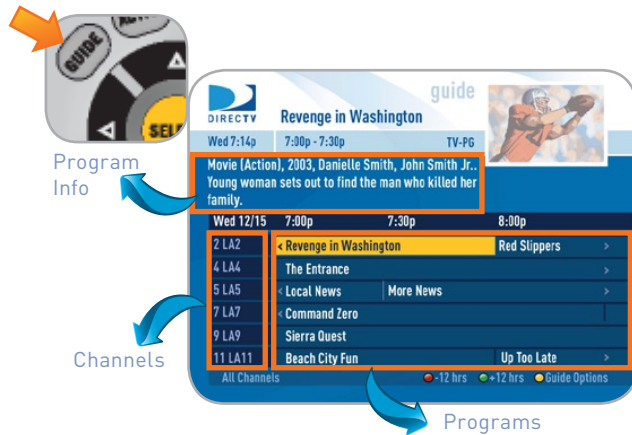 GUIDE
SELE
Program
Info
DIRECTV
guide
Revenge in Washington
Wed 7:14p 7:00p - 7:30p TV-PG
Movie (Action), 2003, Danielle Smith, John Smith Jr..
Young woman sets out to find the man who killed her
family.
Wed 12/15 7:00p 7:30p 8:00p
2 LA2 < Revenge in Washington Red Slippers >
4 LA4 The Entrance >
5 LA5 < Local News More News >
7 LA7 < Command Zero
9 LA9 Sierra Quest
11 LA11 Beach City Fun Up Too Late >
All Channels -12 hrs +12 hrs Guide Options
Channels
Programs